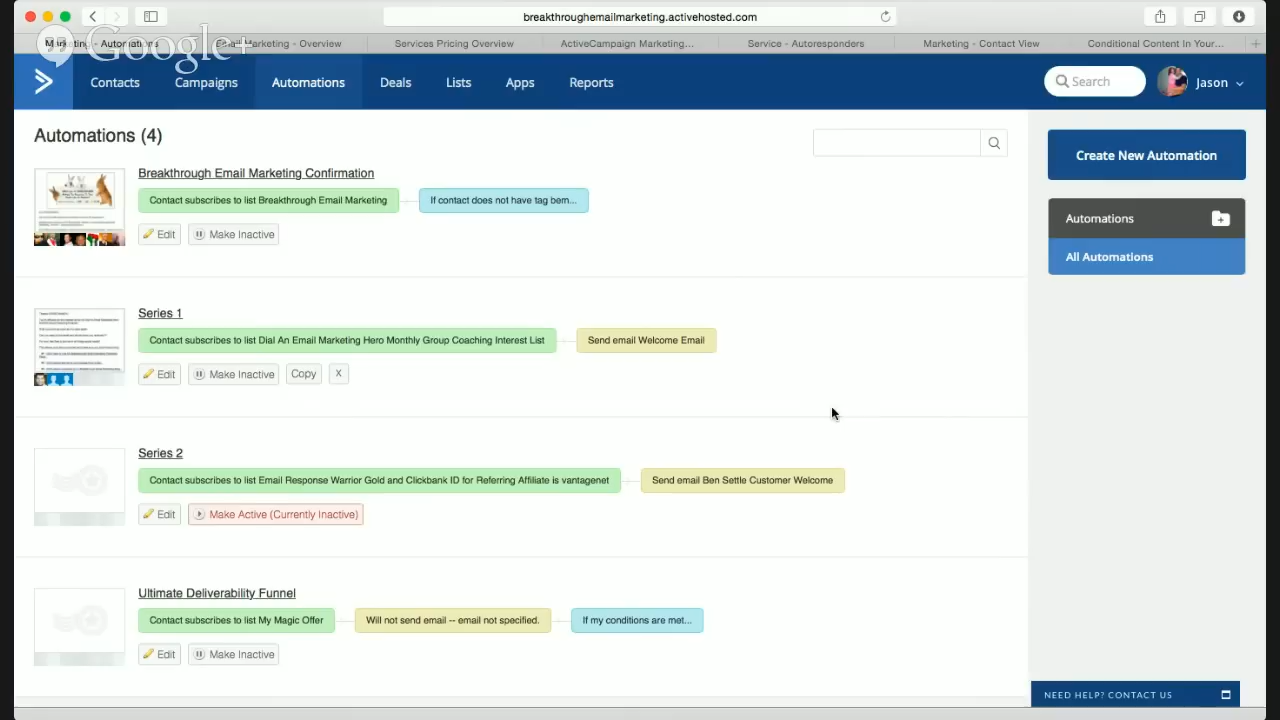 breakthroughemailmarketing.activehosted.com
Google+
Marketing - Automations
Email Marketing - Overview
Services Pricing Overview
ActiveCampaign Marketing...
Service - Autoresponders
Marketing - Contact View
Conditional Content In Your...
Contacts
Campaigns
Automations
Deals
Lists
Apps
Reports
Search
Jason
Automations (4)
Create New Automation
Automations
All Automations
Breakthrough Email Marketing Confirmation
Contact subscribes to list Breakthrough Email Marketing
If contact does not have tag bem...
Edit
Make Inactive
Series 1
Contact subscribes to list Dial An Email Marketing Hero Monthly Group Coaching Interest List
Send email Welcome Email
Edit
Make Inactive
Copy
X
Series 2
Contact subscribes to list Email Response Warrior Gold and Clickbank ID for Referring Affiliate is vantagenet
Send email Ben Settle Customer Welcome
Edit
Make Active (Currently Inactive)
Ultimate Deliverability Funnel
Contact subscribes to list My Magic Offer
Will not send email -- email not specified.
If my conditions are met...
Edit
Make Inactive
NEED HELP? CONTACT US